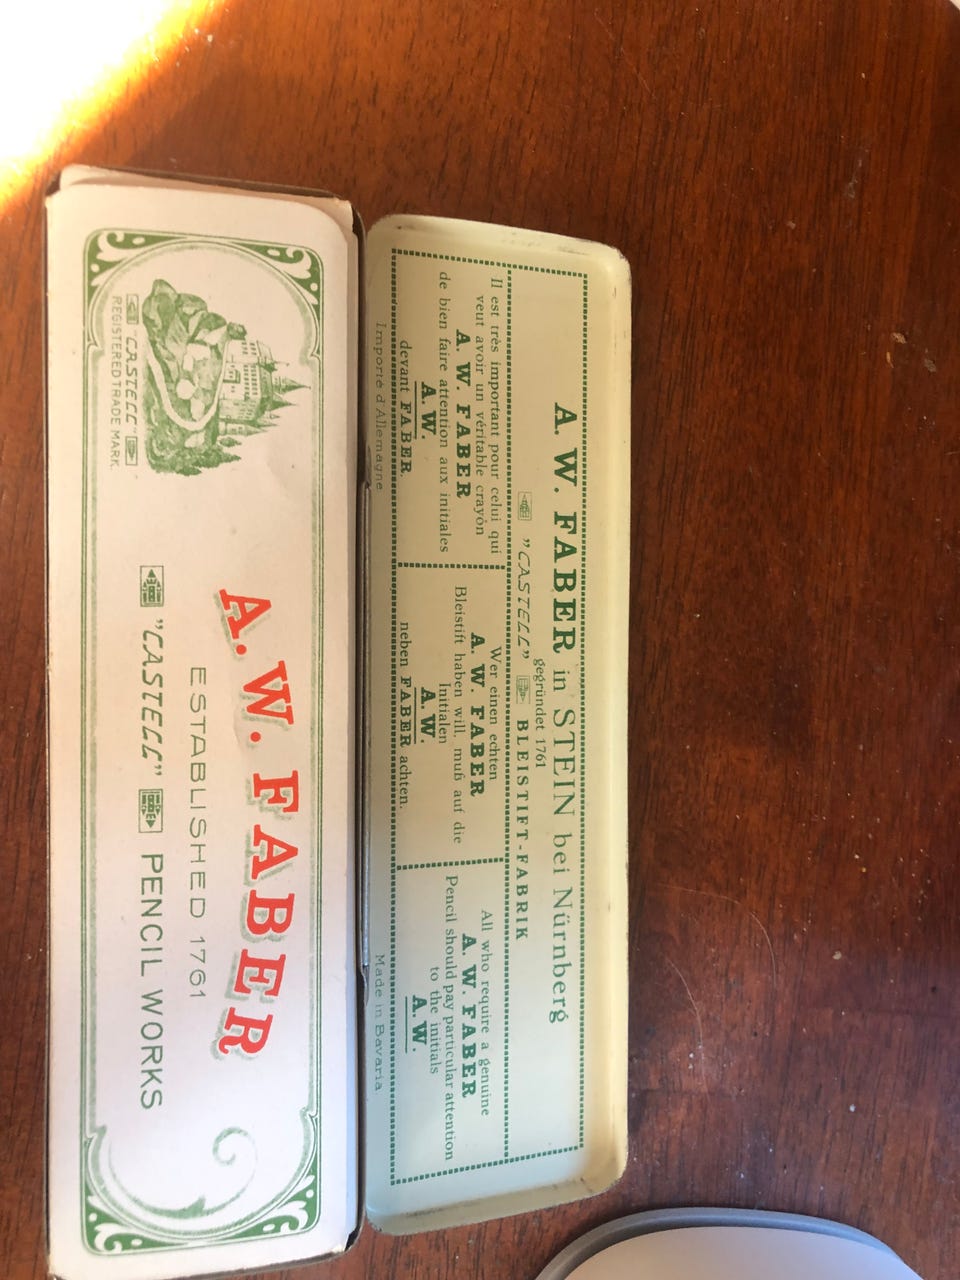 A. W. FABER in STEIN bei Nürnberg
gegründet 1761
"CASTELL" BLEISTIFT-FABRIK
Il est très important pour celui qui
veut avoir un véritable crayon
A. W. FABER
de bien faire attention aux initiales
A. W.
devant FABER.
Importé d'Allemagne
Wer einen echten
A. W. FABER
Bleistift haben will, muß auf die
Initialen
A. W.
neben FABER achten.
All who require a genuine
A. W. FABER
Pencil should pay particular attention
to the initials
A. W.
Made in Bavaria.
"CASTELL"
REGISTERED TRADE MARK.
A. W. FABER
ESTABLISHED 1761
"CASTELL" PENCIL WORKS